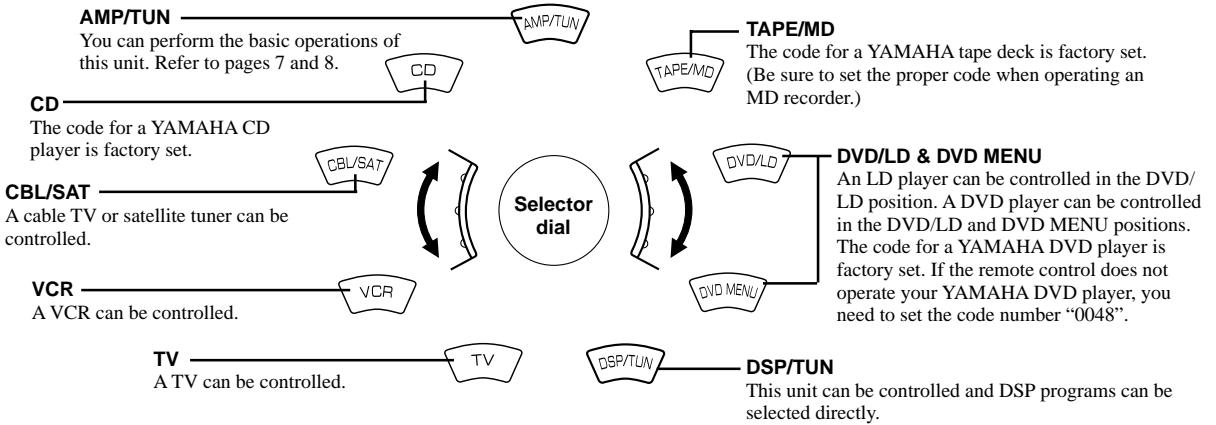 AMP/TUN
You can perform the basic operations of
this unit. Refer to pages 7 and 8.
CD
The code for a YAMAHA CD
player is factory set.
CBL/SAT
A cable TV or satellite tuner can be
controlled.
VCR
A VCR can be controlled.
TV
A TV can be controlled.
AMP/TUN
CD
CBL/SAT
VCR
TV
Selector
dial
TAPE/MD
DVD/LD
DVD MENU
DSP/TUN
TAPE/MD
The code for a YAMAHA tape deck is factory set.
(Be sure to set the proper code when operating an
MD recorder.)
DVD/LD & DVD MENU
An LD player can be controlled in the DVD/
LD position. A DVD player can be controlled
in the DVD/LD and DVD MENU positions.
The code for a YAMAHA DVD player is
factory set. If the remote control does not
operate your YAMAHA DVD player, you
need to set the code number “0048”.
DSP/TUN
This unit can be controlled and DSP programs can be
selected directly.